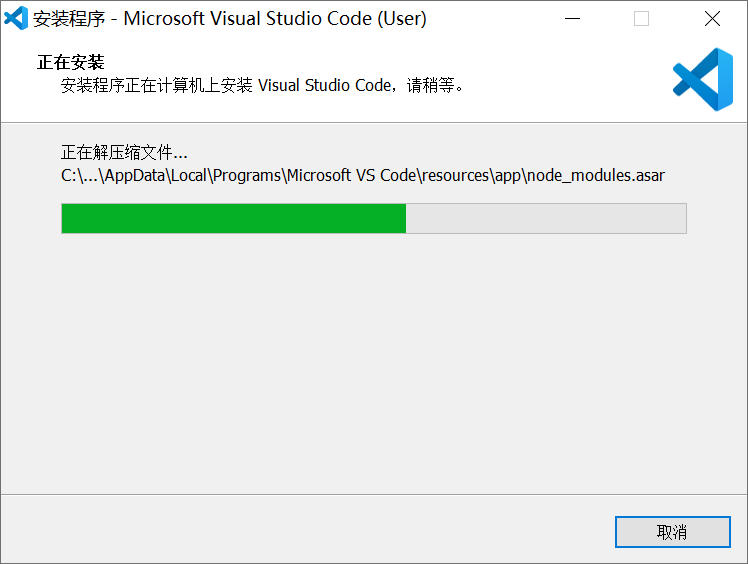 安装程序 - Microsoft Visual Studio Code (User)
正在安装
安装程序正在计算机上安装 Visual Studio Code，请稍等。
正在解压缩文件...
C:\...\AppData\Local\Programs\Microsoft VS Code\resources\app\node_modules.asar
取消